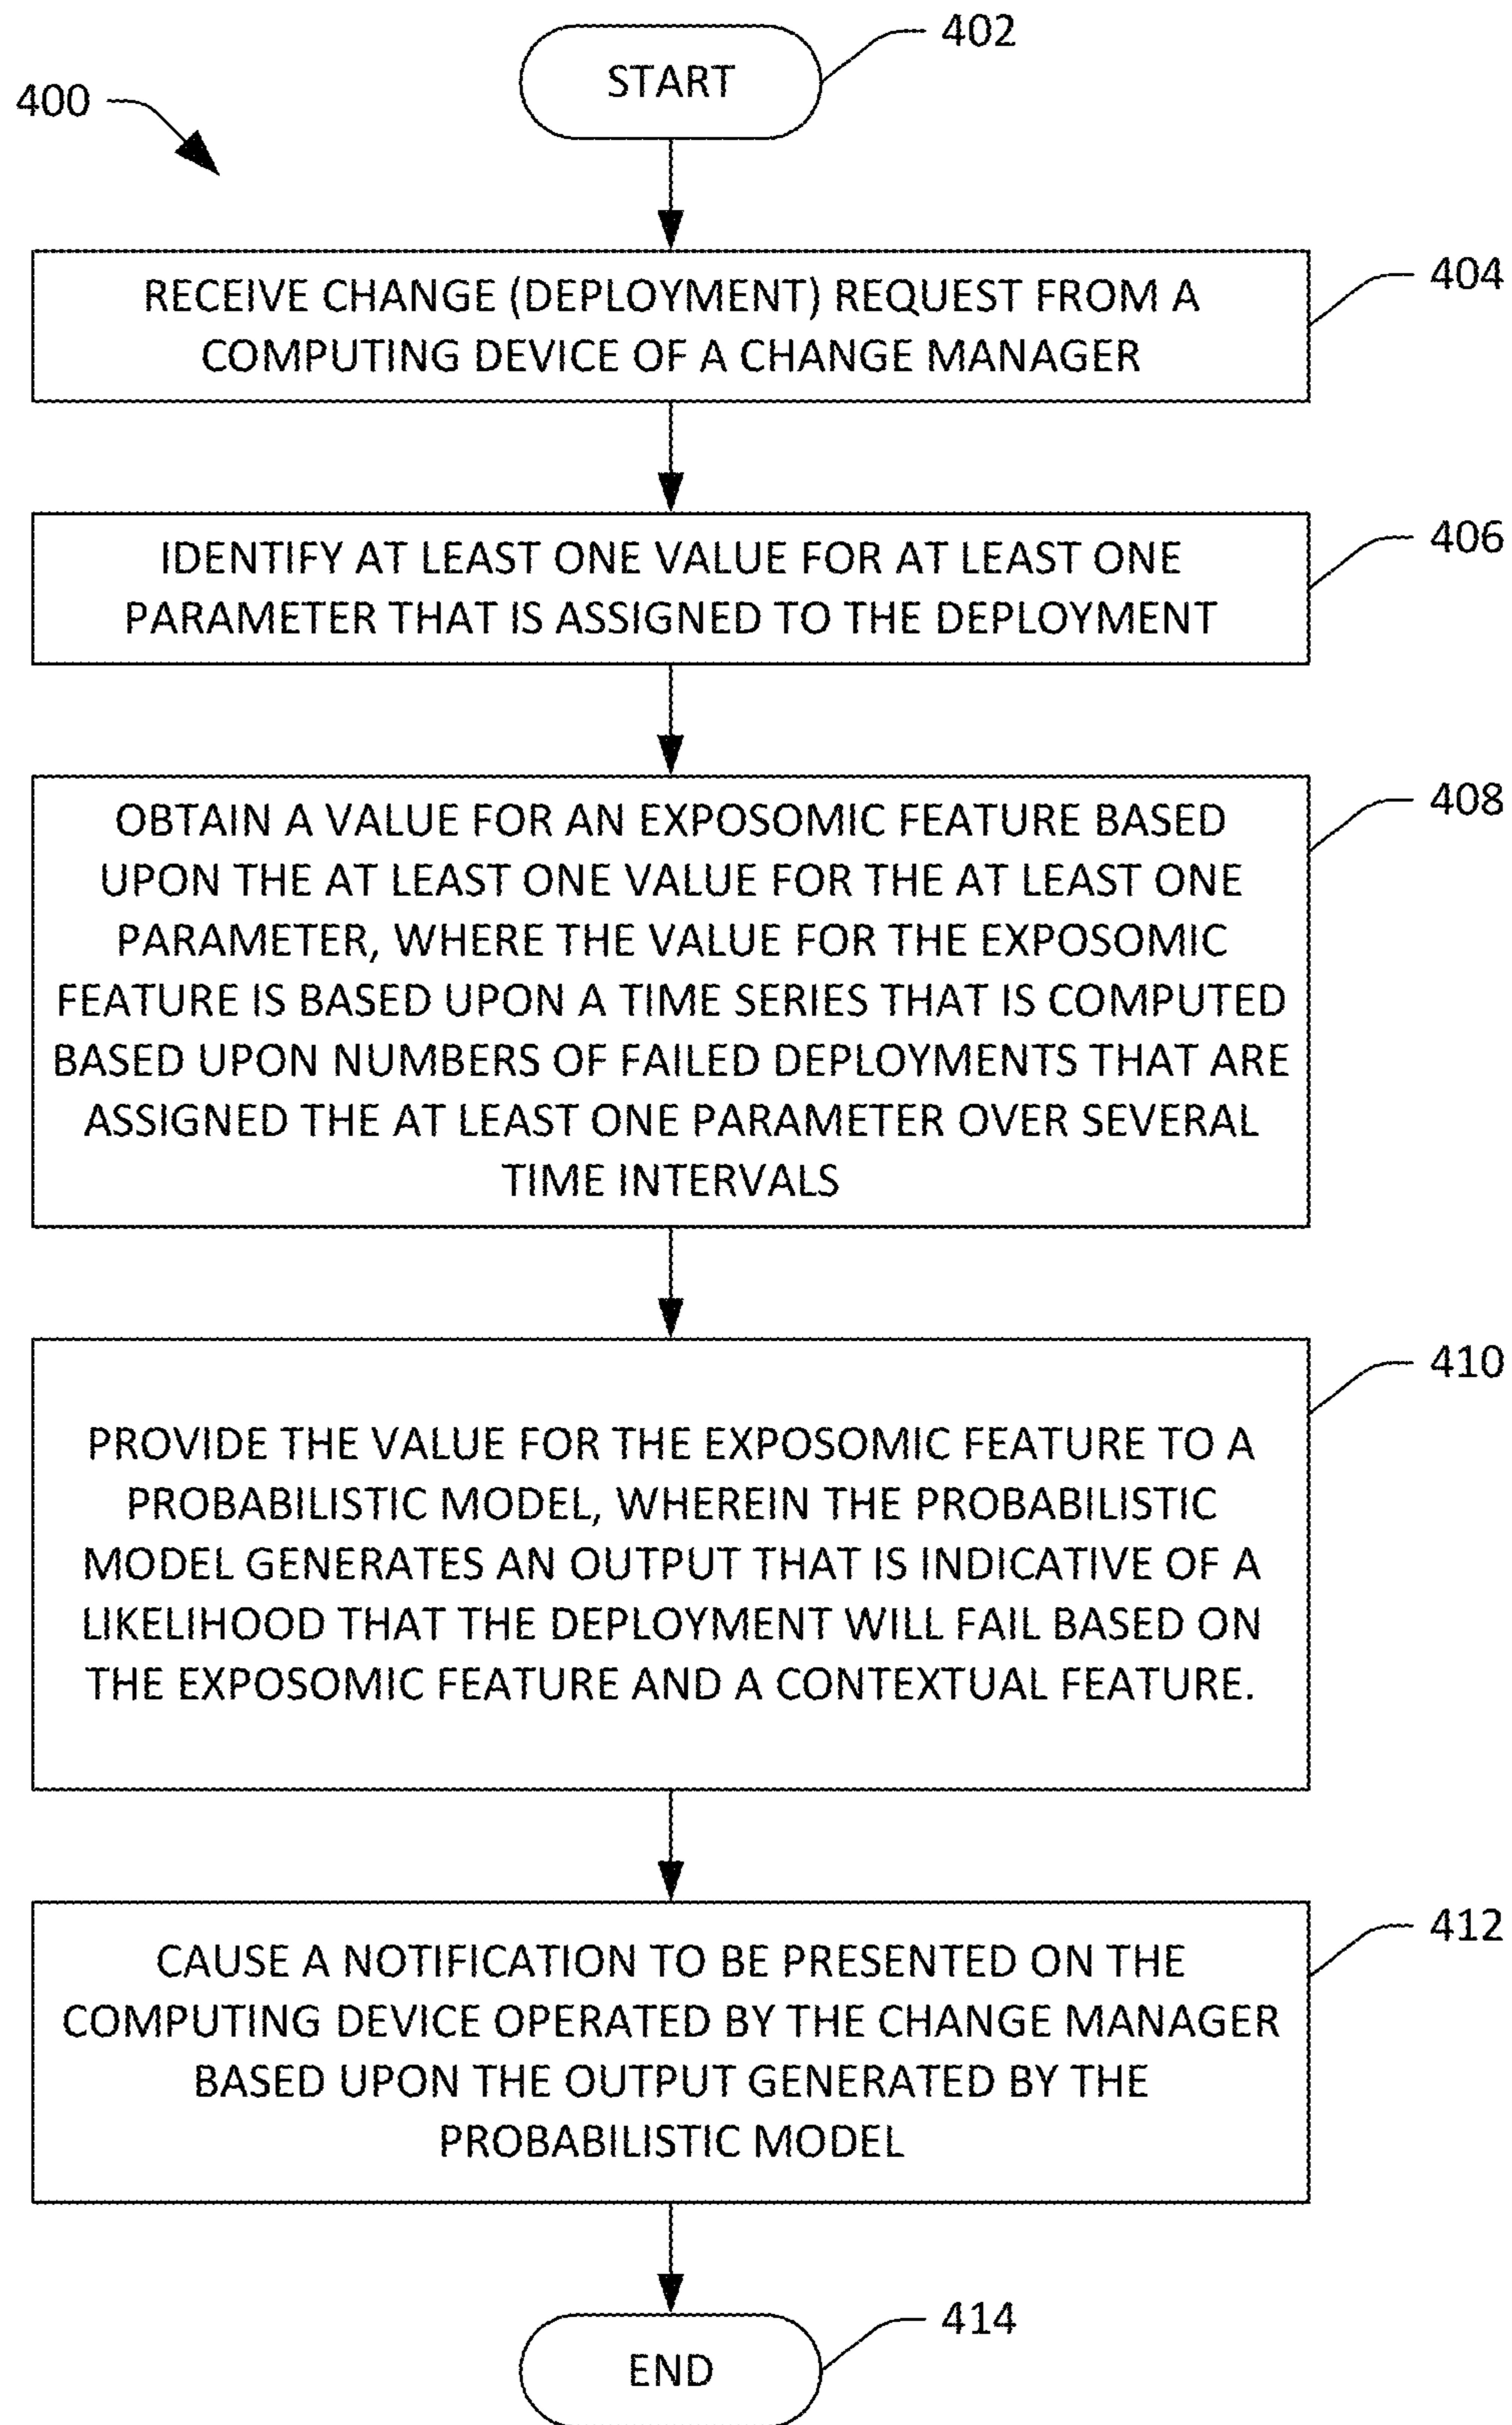 402
START
400
RECEIVE CHANGE (DEPLOYMENT) REQUEST FROM A
COMPUTING DEVICE OF A CHANGE MANAGER
404
IDENTIFY AT LEAST ONE VALUE FOR AT LEAST ONE
PARAMETER THAT IS ASSIGNED TO THE DEPLOYMENT
406
OBTAIN A VALUE FOR AN EXPOSOMIC FEATURE BASED
UPON THE AT LEAST ONE VALUE FOR THE AT LEAST ONE
PARAMETER, WHERE THE VALUE FOR THE EXPOSOMIC
FEATURE IS BASED UPON A TIME SERIES THAT IS COMPUTED
BASED UPON NUMBERS OF FAILED DEPLOYMENTS THAT ARE
ASSIGNED THE AT LEAST ONE PARAMETER OVER SEVERAL
TIME INTERVALS
408
PROVIDE THE VALUE FOR THE EXPOSOMIC FEATURE TO A
PROBABILISTIC MODEL, WHEREIN THE PROBABILISTIC
MODEL GENERATES AN OUTPUT THAT IS INDICATIVE OF A
LIKELIHOOD THAT THE DEPLOYMENT WILL FAIL BASED ON
THE EXPOSOMIC FEATURE AND A CONTEXTUAL FEATURE.
410
CAUSE A NOTIFICATION TO BE PRESENTED ON THE
COMPUTING DEVICE OPERATED BY THE CHANGE MANAGER
BASED UPON THE OUTPUT GENERATED BY THE
PROBABILISTIC MODEL
412
414
END